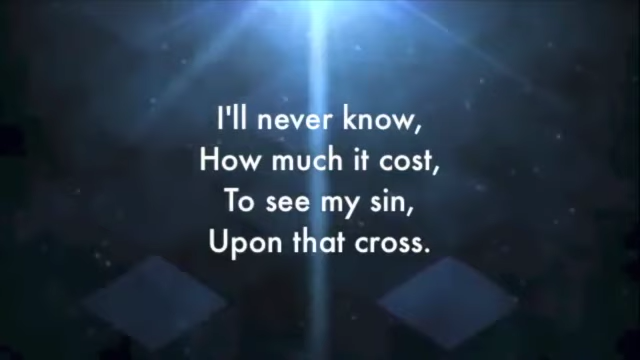 I'll never know,
How much it cost,
To see my sin,
Upon that cross.